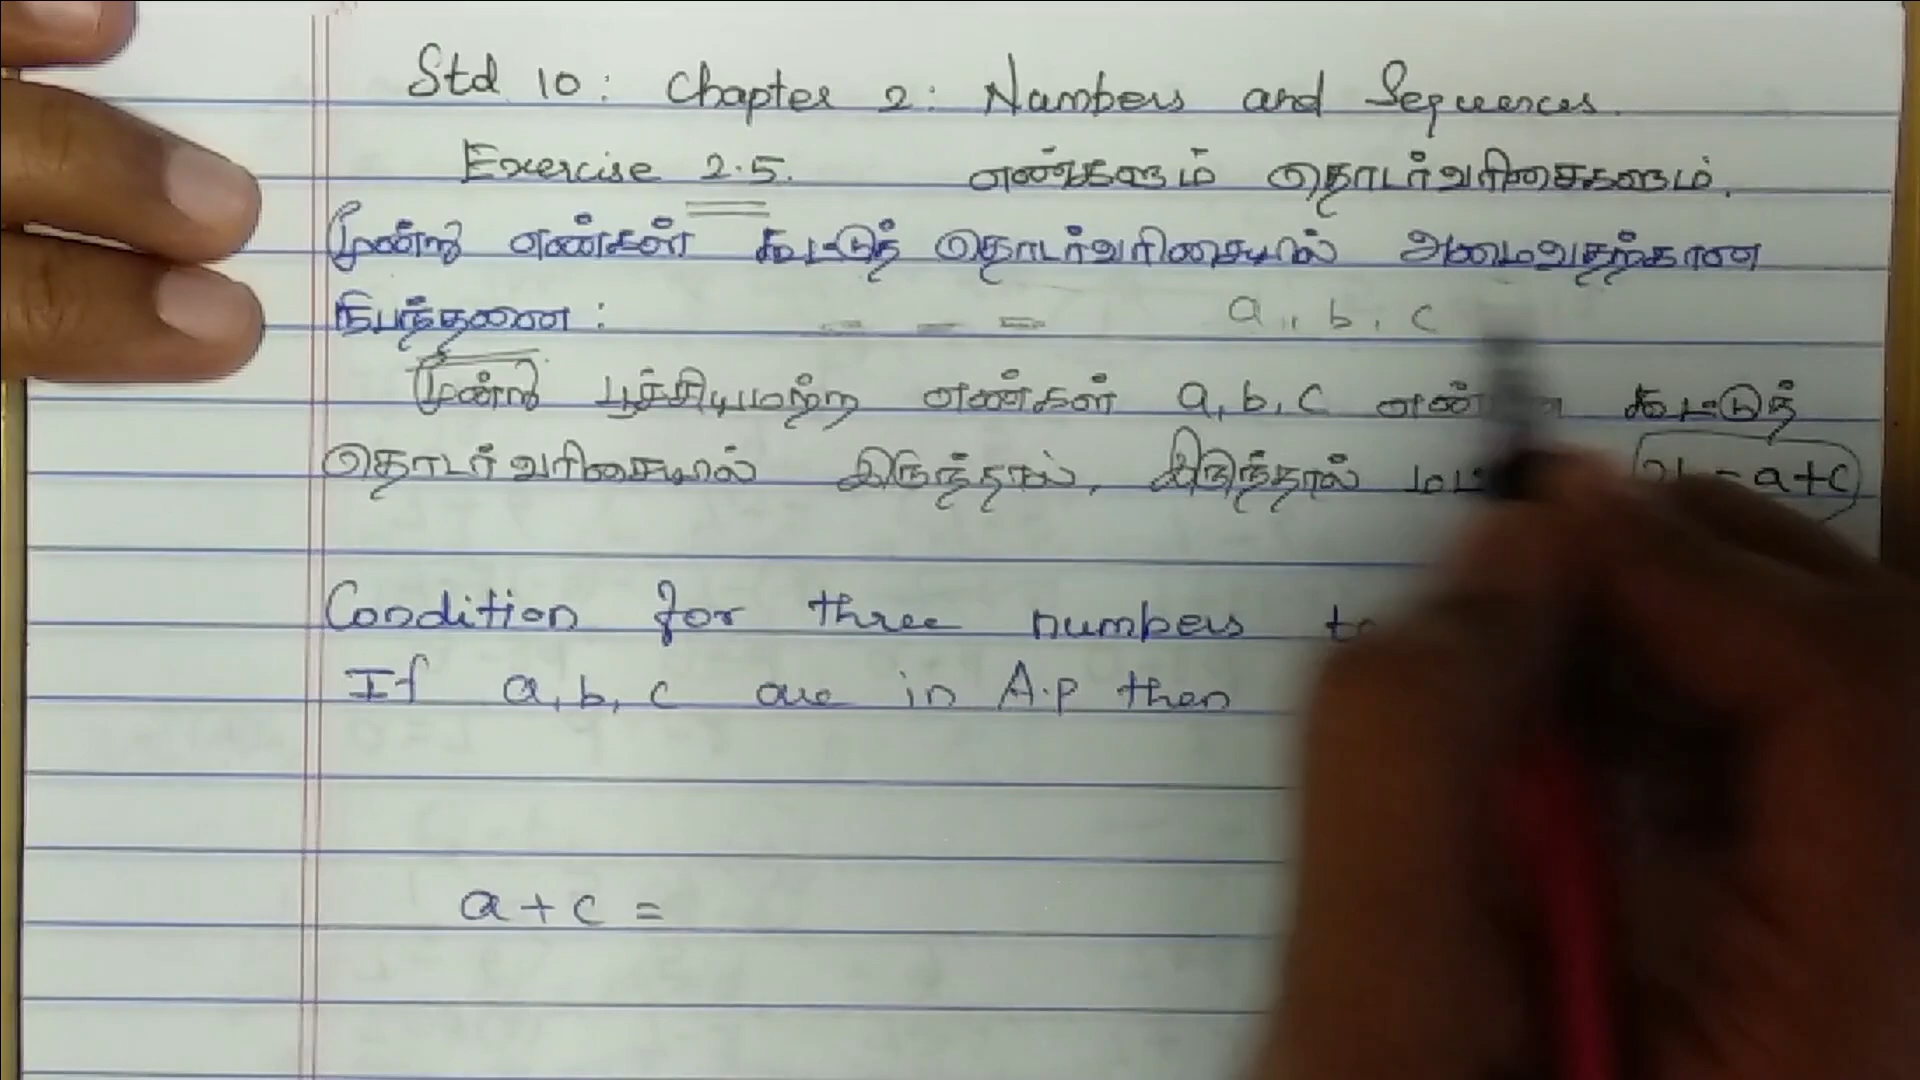 Std 10: Chapter 2: Numbers and Sequences.
Exercise 2.5. எண்களும் தொடர்வரிசைகளும்.
மூன்று எண்கள் கூட்டுத் தொடர்வரிசையில் அமைவதற்கான
நிபந்தனை: a, b, c
மூன்று பூச்சியமற்ற எண்கள் a, b, c கூட்டுத்
தொடர் வரிசையில் இருந்தால், இருந்தால் 2b = a+c
Condition for three numbers
If a, b, c are in A.P then
a + c =